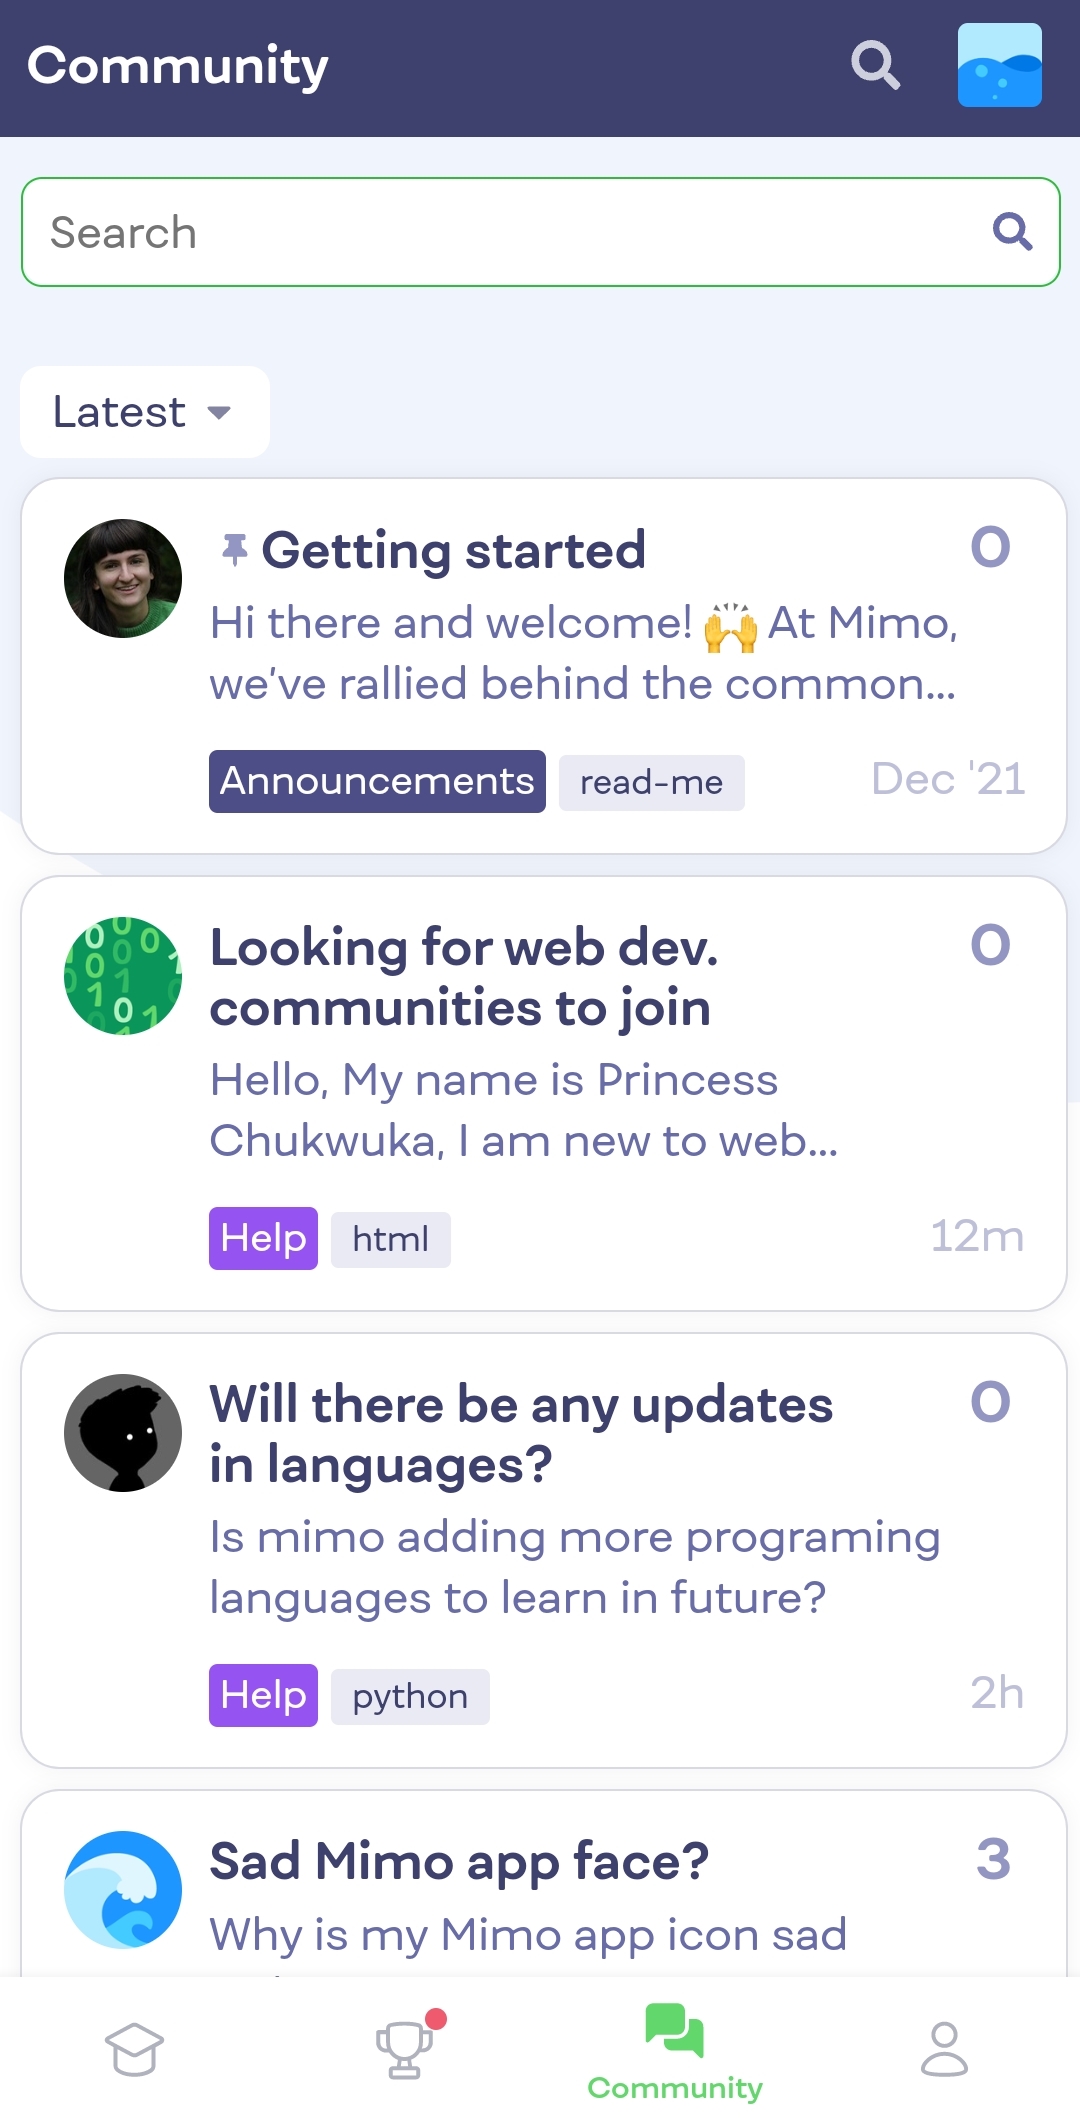 Community
Search
Latest
Getting started
0
Hi there and welcome! 🙌 At Mimo,
we've rallied behind the common...
Announcements read-me Dec '21
Looking for web dev.
0
communities to join
Hello, My name is Princess
Chukwuka, I am new to web...
Help html 12m
Will there be any updates
0
in languages?
Is mimo adding more programing
languages to learn in future?
Help python 2h
Sad Mimo app face?
3
Why is my Mimo app icon sad
Community